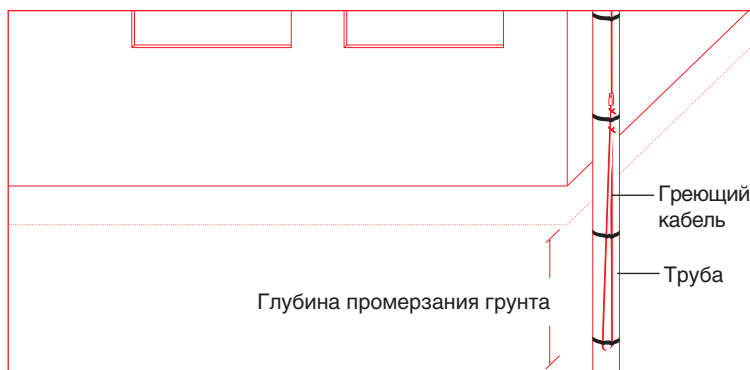 Греющий
кабель
Труба
Глубина промерзания грунта